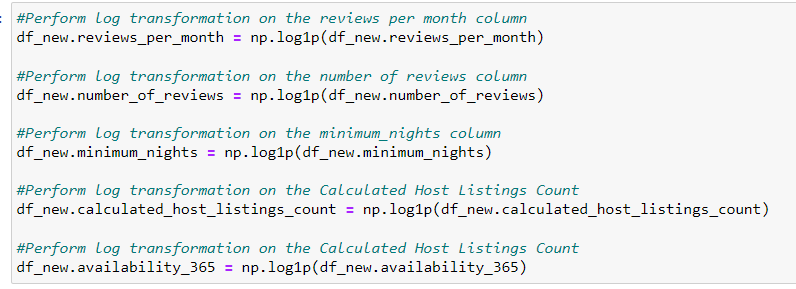 #Perform log transformation on the reviews per month column
df_new.reviews_per_month = np.log1p(df_new.reviews_per_month)
#Perform log transformation on the number of reviews column
df_new.number_of_reviews = np.log1p(df_new.number_of_reviews)
#Perform log transformation on the minimum_nights column
df_new.minimum_nights = np.log1p(df_new.minimum_nights)
#Perform log transformation on the Calculated Host Listings Count
df_new.calculated_host_listings_count = np.log1p(df_new.calculated_host_listings_count)
#Perform log transformation on the Calculated Host Listings Count
df_new.availability_365 = np.log1p(df_new.availability_365)